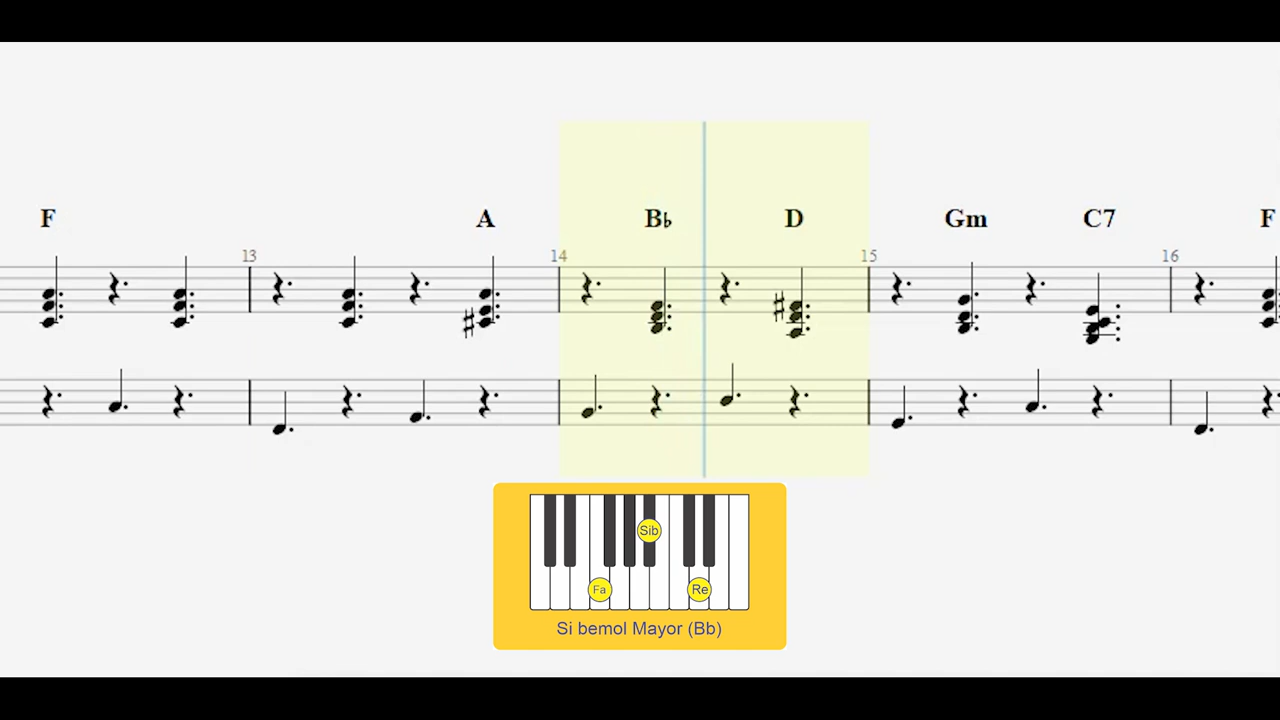 F A B♭ D Gm C7 F
13 14 15 16
Sib
Fa Re
Si bemol Mayor (Bb)